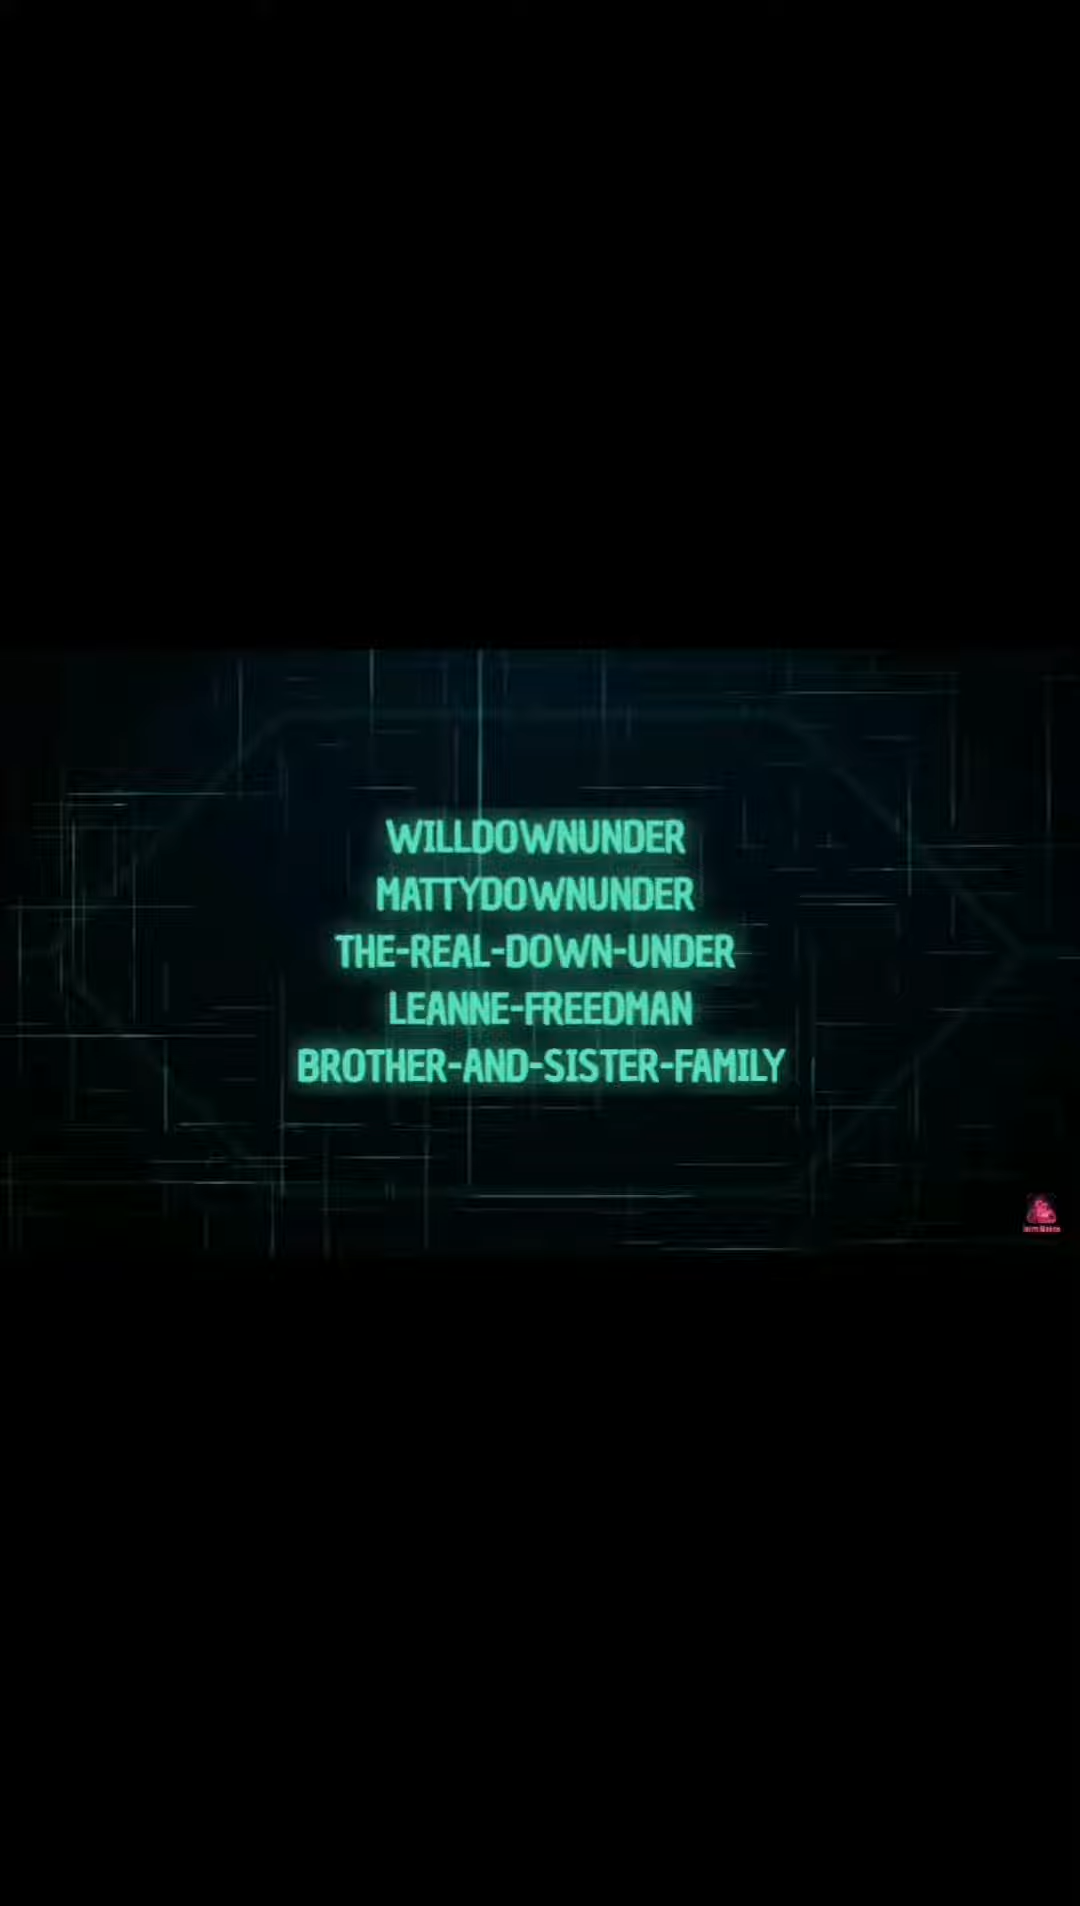 WILLDOWNUNDER
MATTYDOWNUNDER
THE-REAL-DOWN-UNDER
LEANNE-FREEDMAN
BROTHER-AND-SISTER-FAMILY